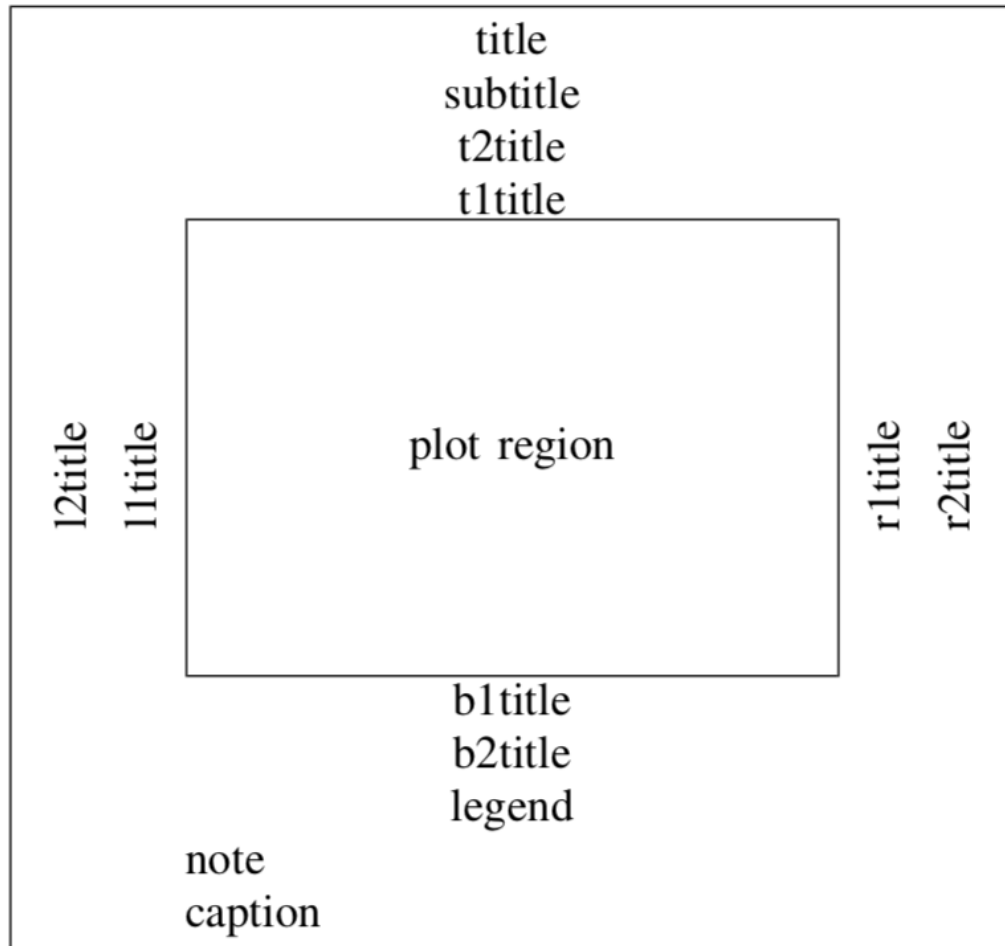 title
subtitle
t2title
t1title
l2title
l1title
plot region
r1title
r2title
b1title
b2title
legend
note
caption